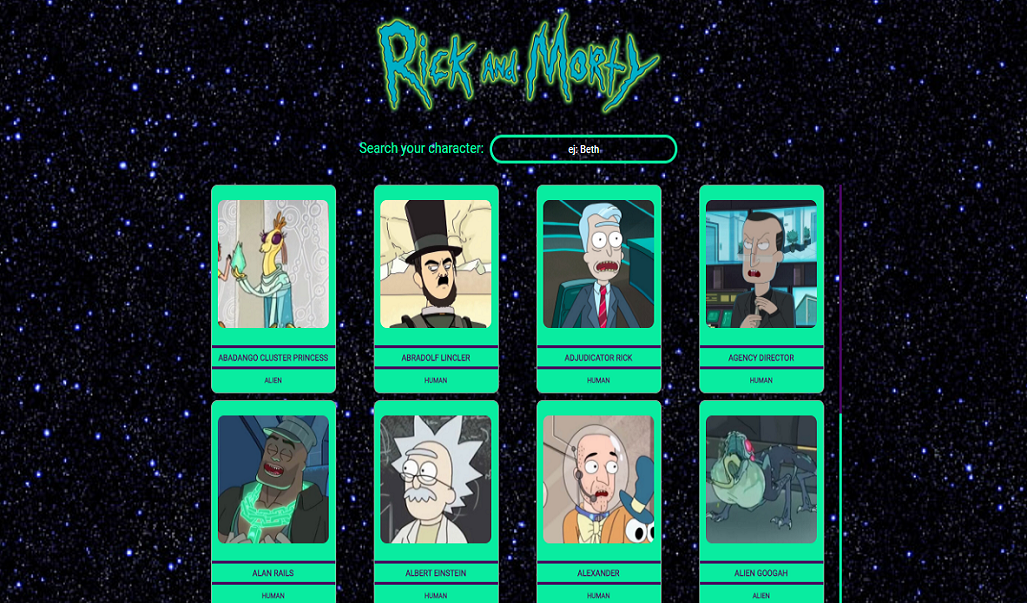 Rick and Morty
Search your character: ej: Beth
ABADANGO CLUSTER PRINCESS
ALIEN
ABRADOLF LINCLER
HUMAN
ADJUDICATOR RICK
HUMAN
AGENCY DIRECTOR
HUMAN
ALAN RAILS
HUMAN
ALBERT EINSTEIN
HUMAN
ALEXANDER
HUMAN
ALIEN GOOGAH
ALIEN